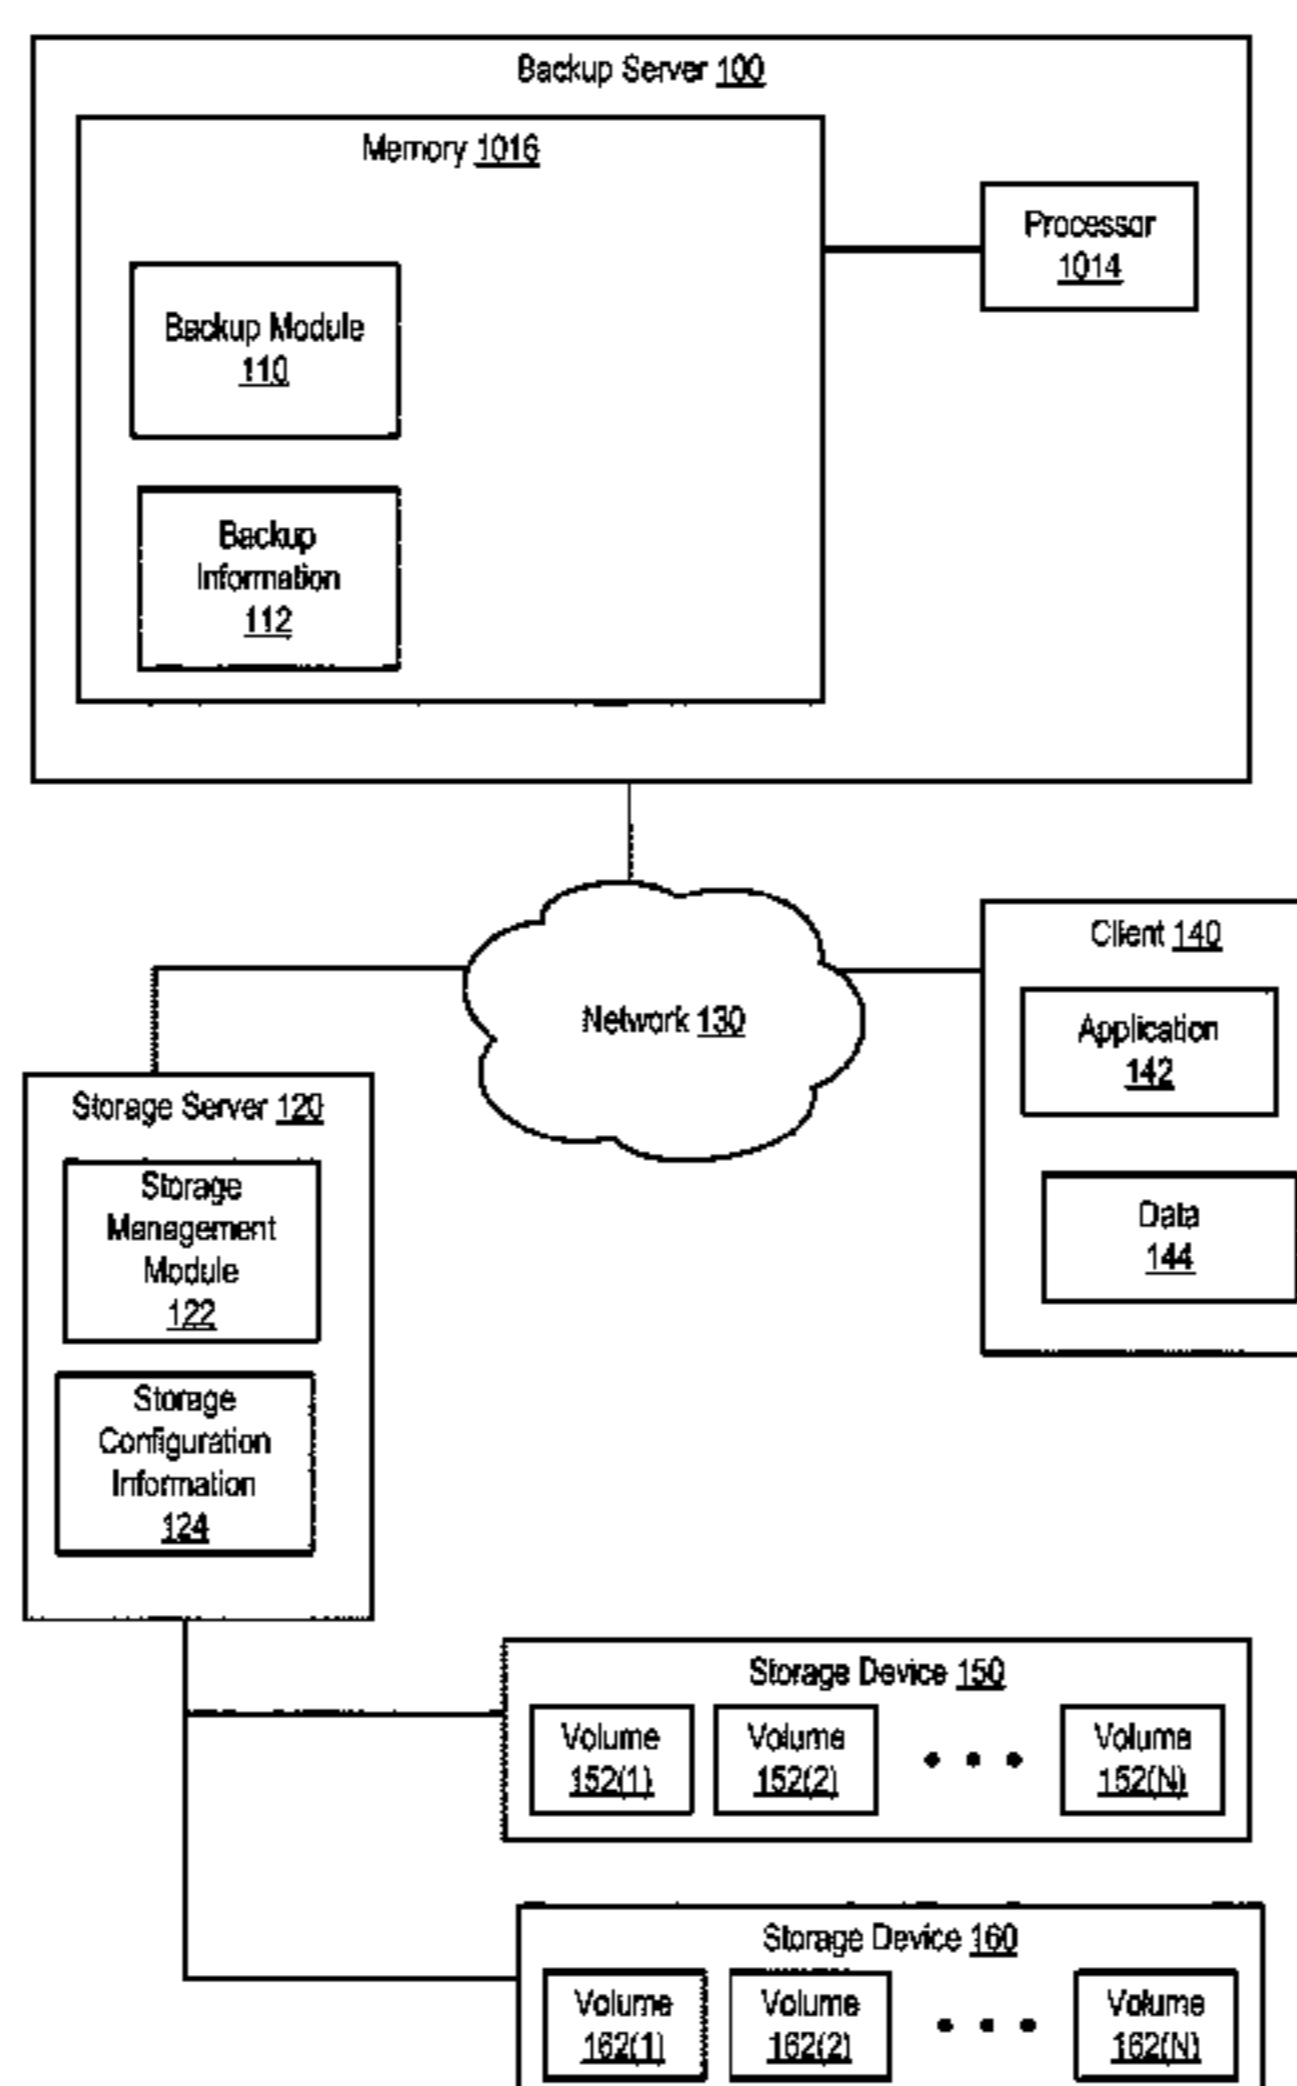 Backup Server 100
Memory 1016
Processor
1014
Backup Module
110
Backup
Information
112
Network 130
Client 140
Application
142
Data
144
Storage Server 120
Storage
Management
Module
122
Storage
Configuration
Information
124
Storage Device 150
Volume
152(1)
Volume
152(2)
Volume
152(N)
Storage Device 160
Volume
162(1)
Volume
162(2)
Volume
162(N)